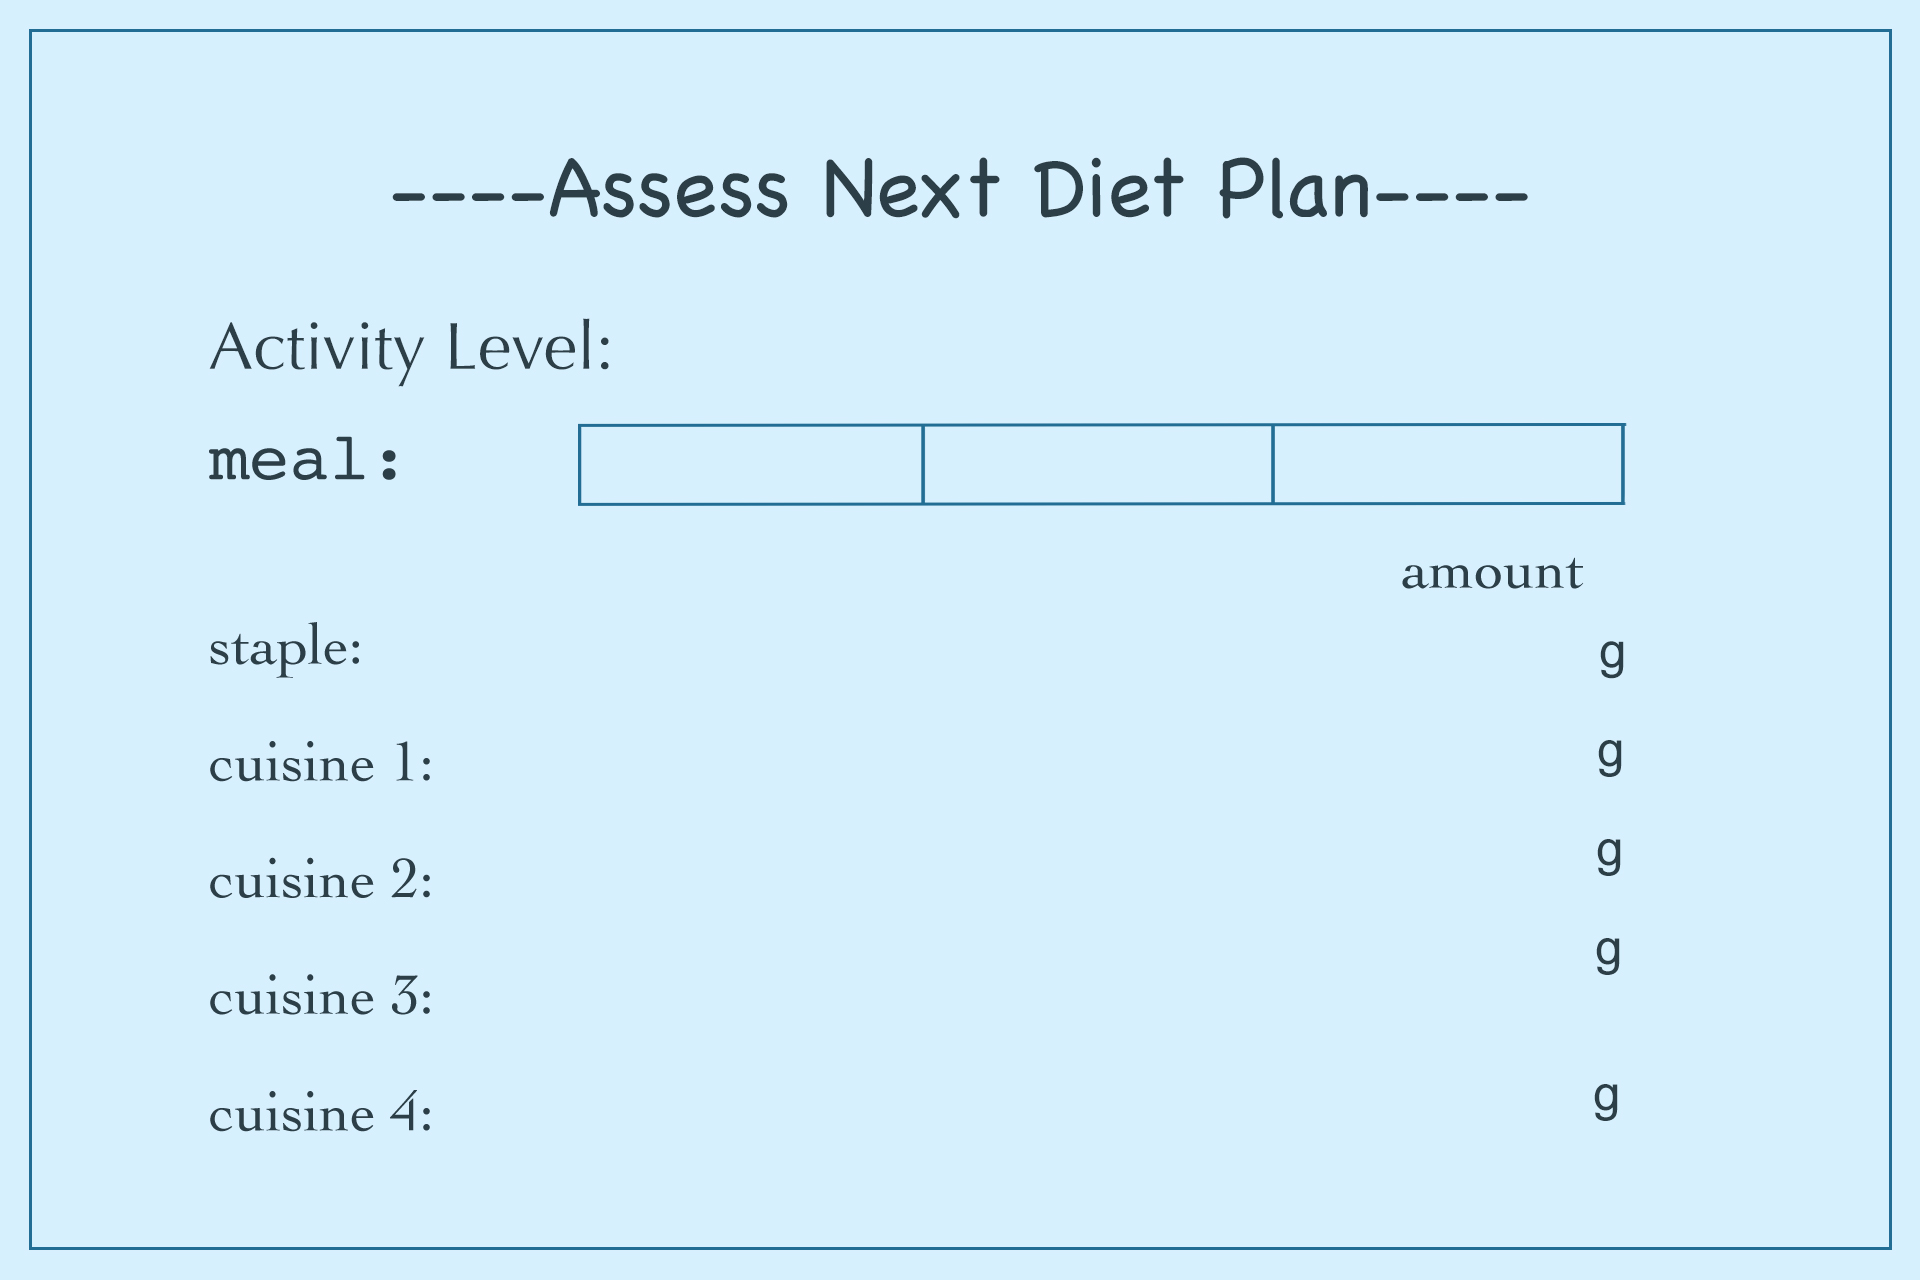 ----Assess Next Diet Plan----
Activity Level:
meal:
amount
staple: g
cuisine 1: g
cuisine 2: g
cuisine 3: g
cuisine 4: g